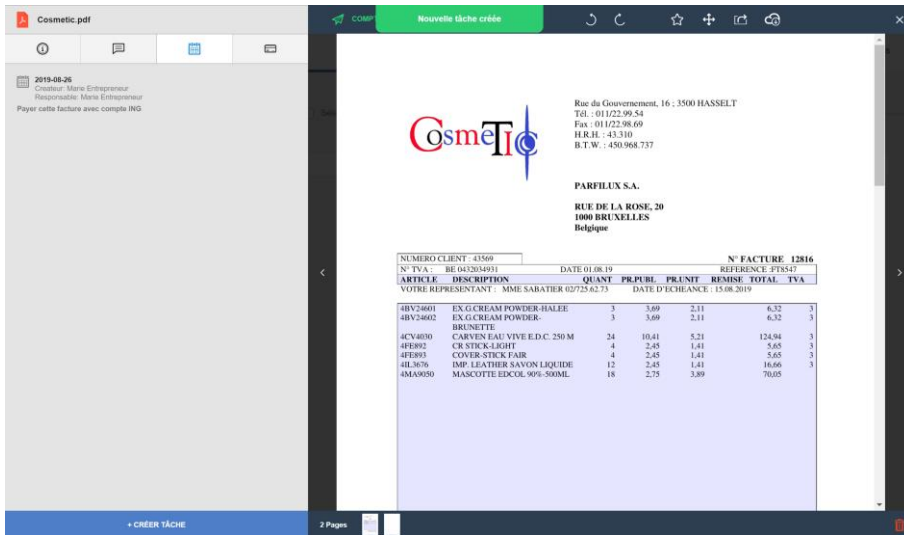 Cosmetic.pdf
COMP
Nouvelle tâche créée
2019-08-26
Createur: Marie Entrepreneur
Responsable: Marie Entrepreneur
Payer cette facture avec compte ING
CosmeTic
Rue du Gouvernement, 16 ; 3500 HASSELT
Tél. : 011/22.99.54
Fax : 011/22.98.69
H.R.H. : 43.310
B.T.W. : 450.968.737
PARFILUX S.A.
RUE DE LA ROSE, 20
1000 BRUXELLES
Belgique
NUMERO CLIENT : 43569 N° FACTURE 12816
N° TVA : BE 0432034931 DATE 01.08.19 REFERENCE :FT8547
ARTICLE DESCRIPTION QUANT PR.PUBL PR.UNIT REMISE TOTAL TVA
VOTRE REPRESENTANT : MME SABATIER 02/725.62.73 DATE D'ECHEANCE : 15.08.2019
4BV24601 EX.G.CREAM POWDER-HALEE 3 3,69 2,11 6,32 3
4BV24602 EX.G.CREAM POWDER- 3 3,69 2,11 6,32 3
BRUNETTE
4CV4030 CARVEN EAU VIVE E.D.C. 250 M 24 10,41 5,21 124,94 3
4FE892 CR STICK-LIGHT 4 2,45 1,41 5,65 3
4FE893 COVER-STICK FAIR 4 2,45 1,41 5,65 3
4IL3676 IMP. LEATHER SAVON LIQUIDE 12 2,45 1,41 16,66 3
4MA9050 MASCOTTE EDCOL 90%-500ML 18 2,75 3,89 70,05
+ CRÉER TÂCHE
2 Pages